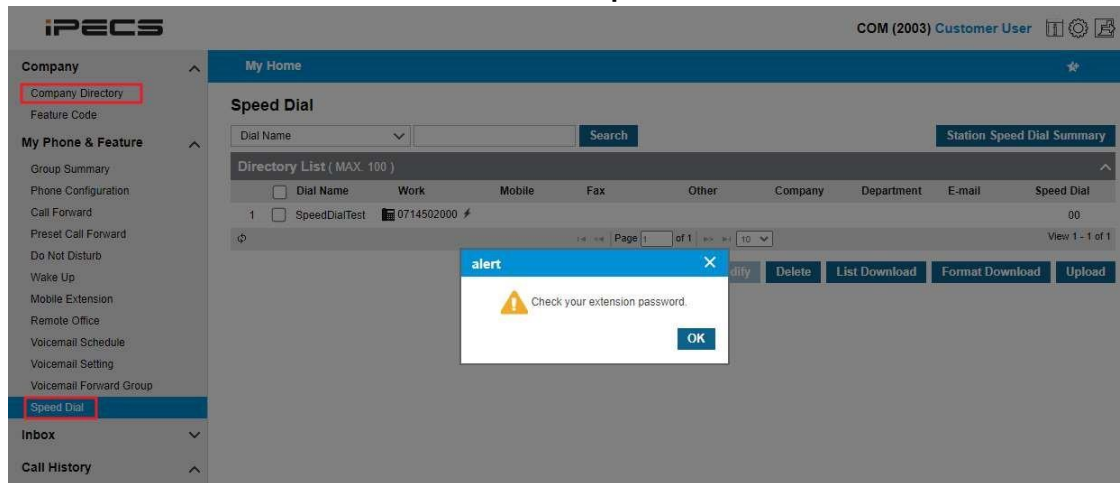 iPECS
COM (2003) Customer User
Company
Company Directory
Feature Code
My Phone & Feature
Group Summary
Phone Configuration
Call Forward
Preset Call Forward
Do Not Disturb
Wake Up
Mobile Extension
Remote Office
Voicemail Schedule
Voicemail Setting
Voicemail Forward Group
Speed Dial
Inbox
Call History
My Home
Speed Dial
Dial Name Search Station Speed Dial Summary
Directory List ( MAX. 100 )
Dial Name Work Mobile Fax Other Company Department E-mail Speed Dial
1 SpeedDialTest 0714502000 00
Page 1 of 1 10 View 1 - 1 of 1
Delete List Download Format Download Upload
alert
Check your extension password.
OK